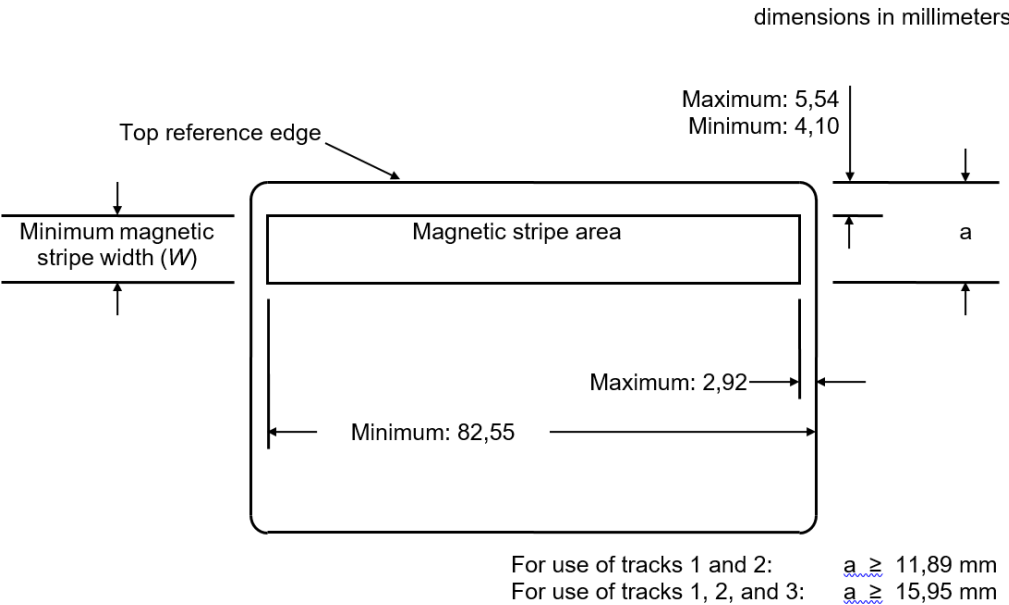 dimensions in millimeters
Maximum: 5,54
Minimum: 4,10
Top reference edge
Minimum magnetic
stripe width (W)
Magnetic stripe area
a
Maximum: 2,92
Minimum: 82,55
For use of tracks 1 and 2: a ≥ 11,89 mm
For use of tracks 1, 2, and 3: a ≥ 15,95 mm